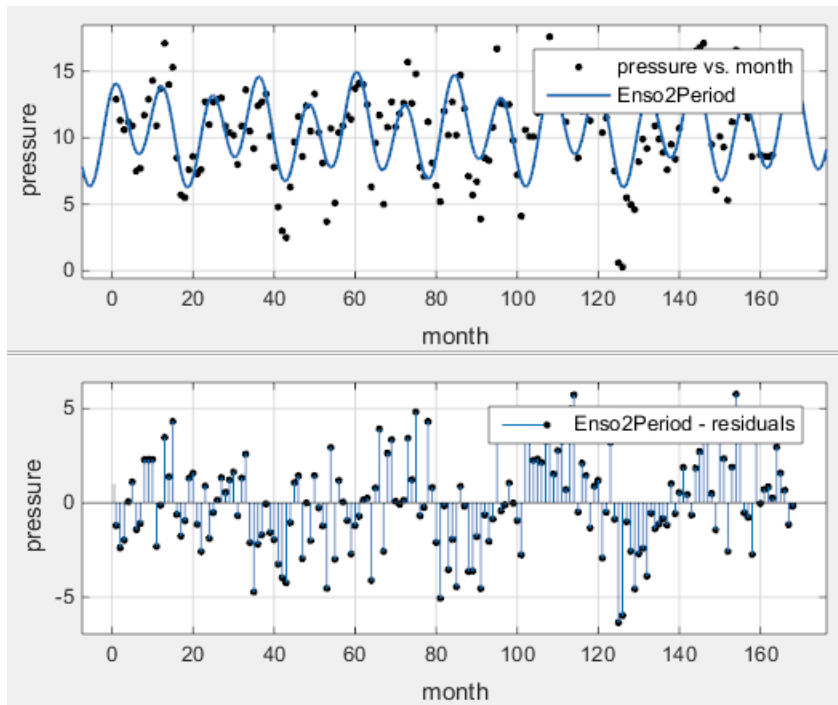 15
10
5
0
pressure
pressure vs. month
Enso2Period
0 20 40 60 80 100 120 140 160
month
5
0
-5
pressure
Enso2Period - residuals
0 20 40 60 80 100 120 140 160
month